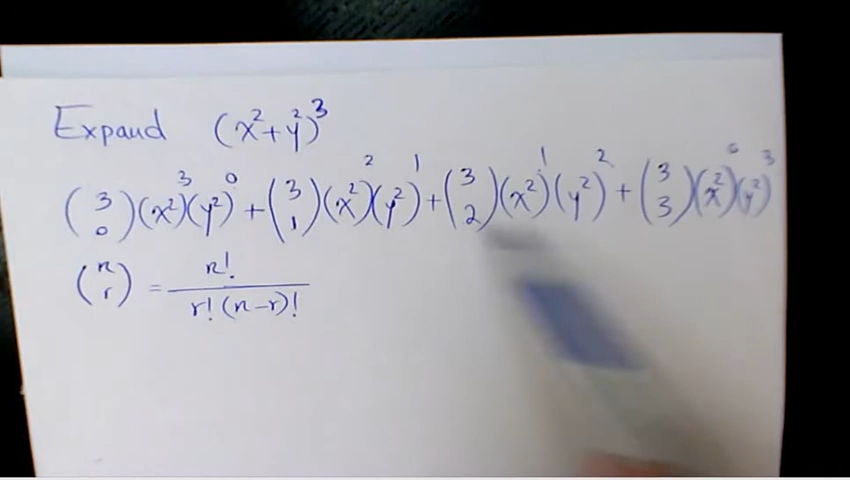 Expand (x²+y²)³
(3 0)(x²)³(y²)⁰+(3 1)(x²)²(y²)¹+(3 2)(x²)¹(y²)²+(3 3)(x²)⁰(y²)³
(n r) = n!/r!(n-r)!